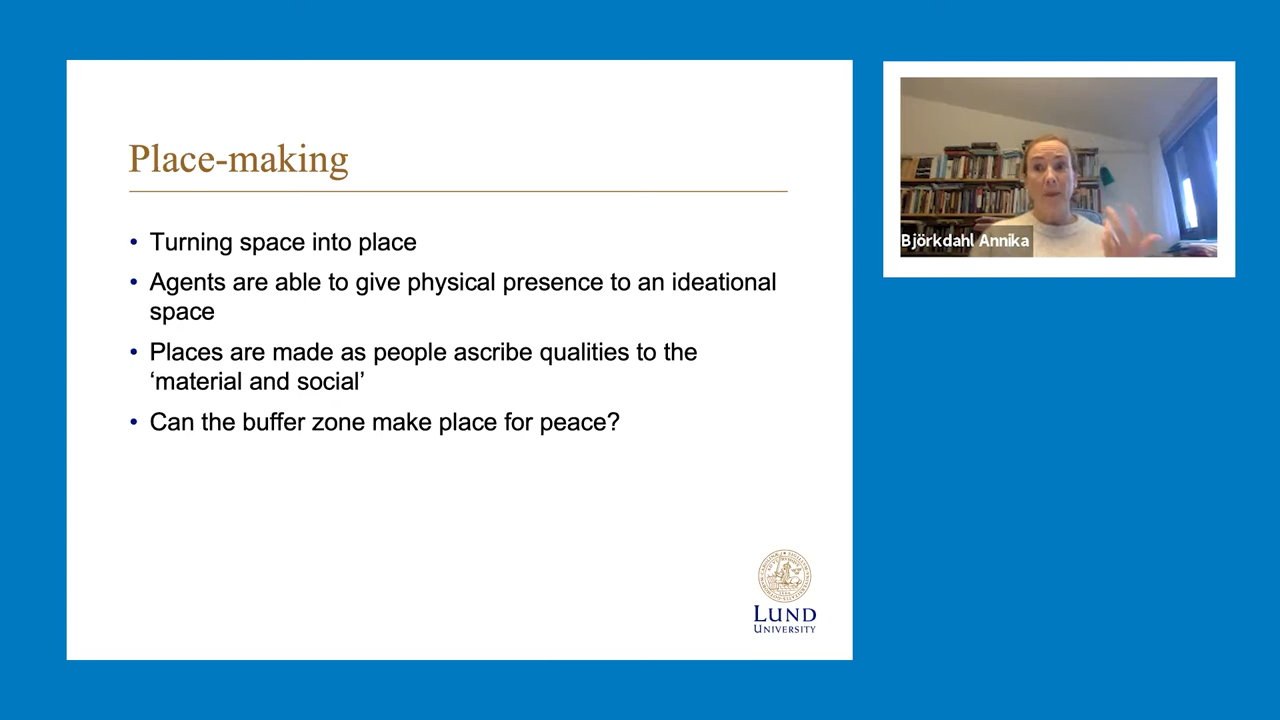 Place-making
Turning space into place
Agents are able to give physical presence to an ideational
space
Places are made as people ascribe qualities to the
‘material and social’
Can the buffer zone make place for peace?
Björkdahl Annika
LUND
UNIVERSITY